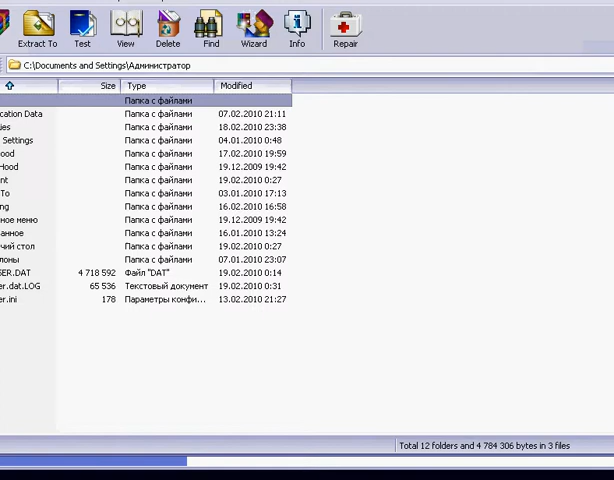 Extract To Test View Delete Find Wizard Info Repair
C:\Documents and Settings\Администратор
Size Type Modified
Папка с файлами
cation Data Папка с файлами 07.02.2010 21:11
ies Папка с файлами 18.02.2010 23:38
Settings Папка с файлами 04.01.2010 0:48
ood Папка с файлами 17.02.2010 19:59
Hood Папка с файлами 19.12.2009 19:42
nt Папка с файлами 19.02.2010 0:27
To Папка с файлами 03.01.2010 17:13
ng Папка с файлами 16.02.2010 16:58
ное меню Папка с файлами 19.12.2009 19:42
анное Папка с файлами 16.01.2010 13:24
чий стол Папка с файлами 19.02.2010 0:27
лоны Папка с файлами 07.01.2010 23:07
SER.DAT 4 718 592 Файл "DAT" 19.02.2010 0:14
er.dat.LOG 65 536 Текстовый документ 19.02.2010 0:31
er.ini 178 Параметры конфи... 13.02.2010 21:27
Total 12 folders and 4 784 306 bytes in 3 files